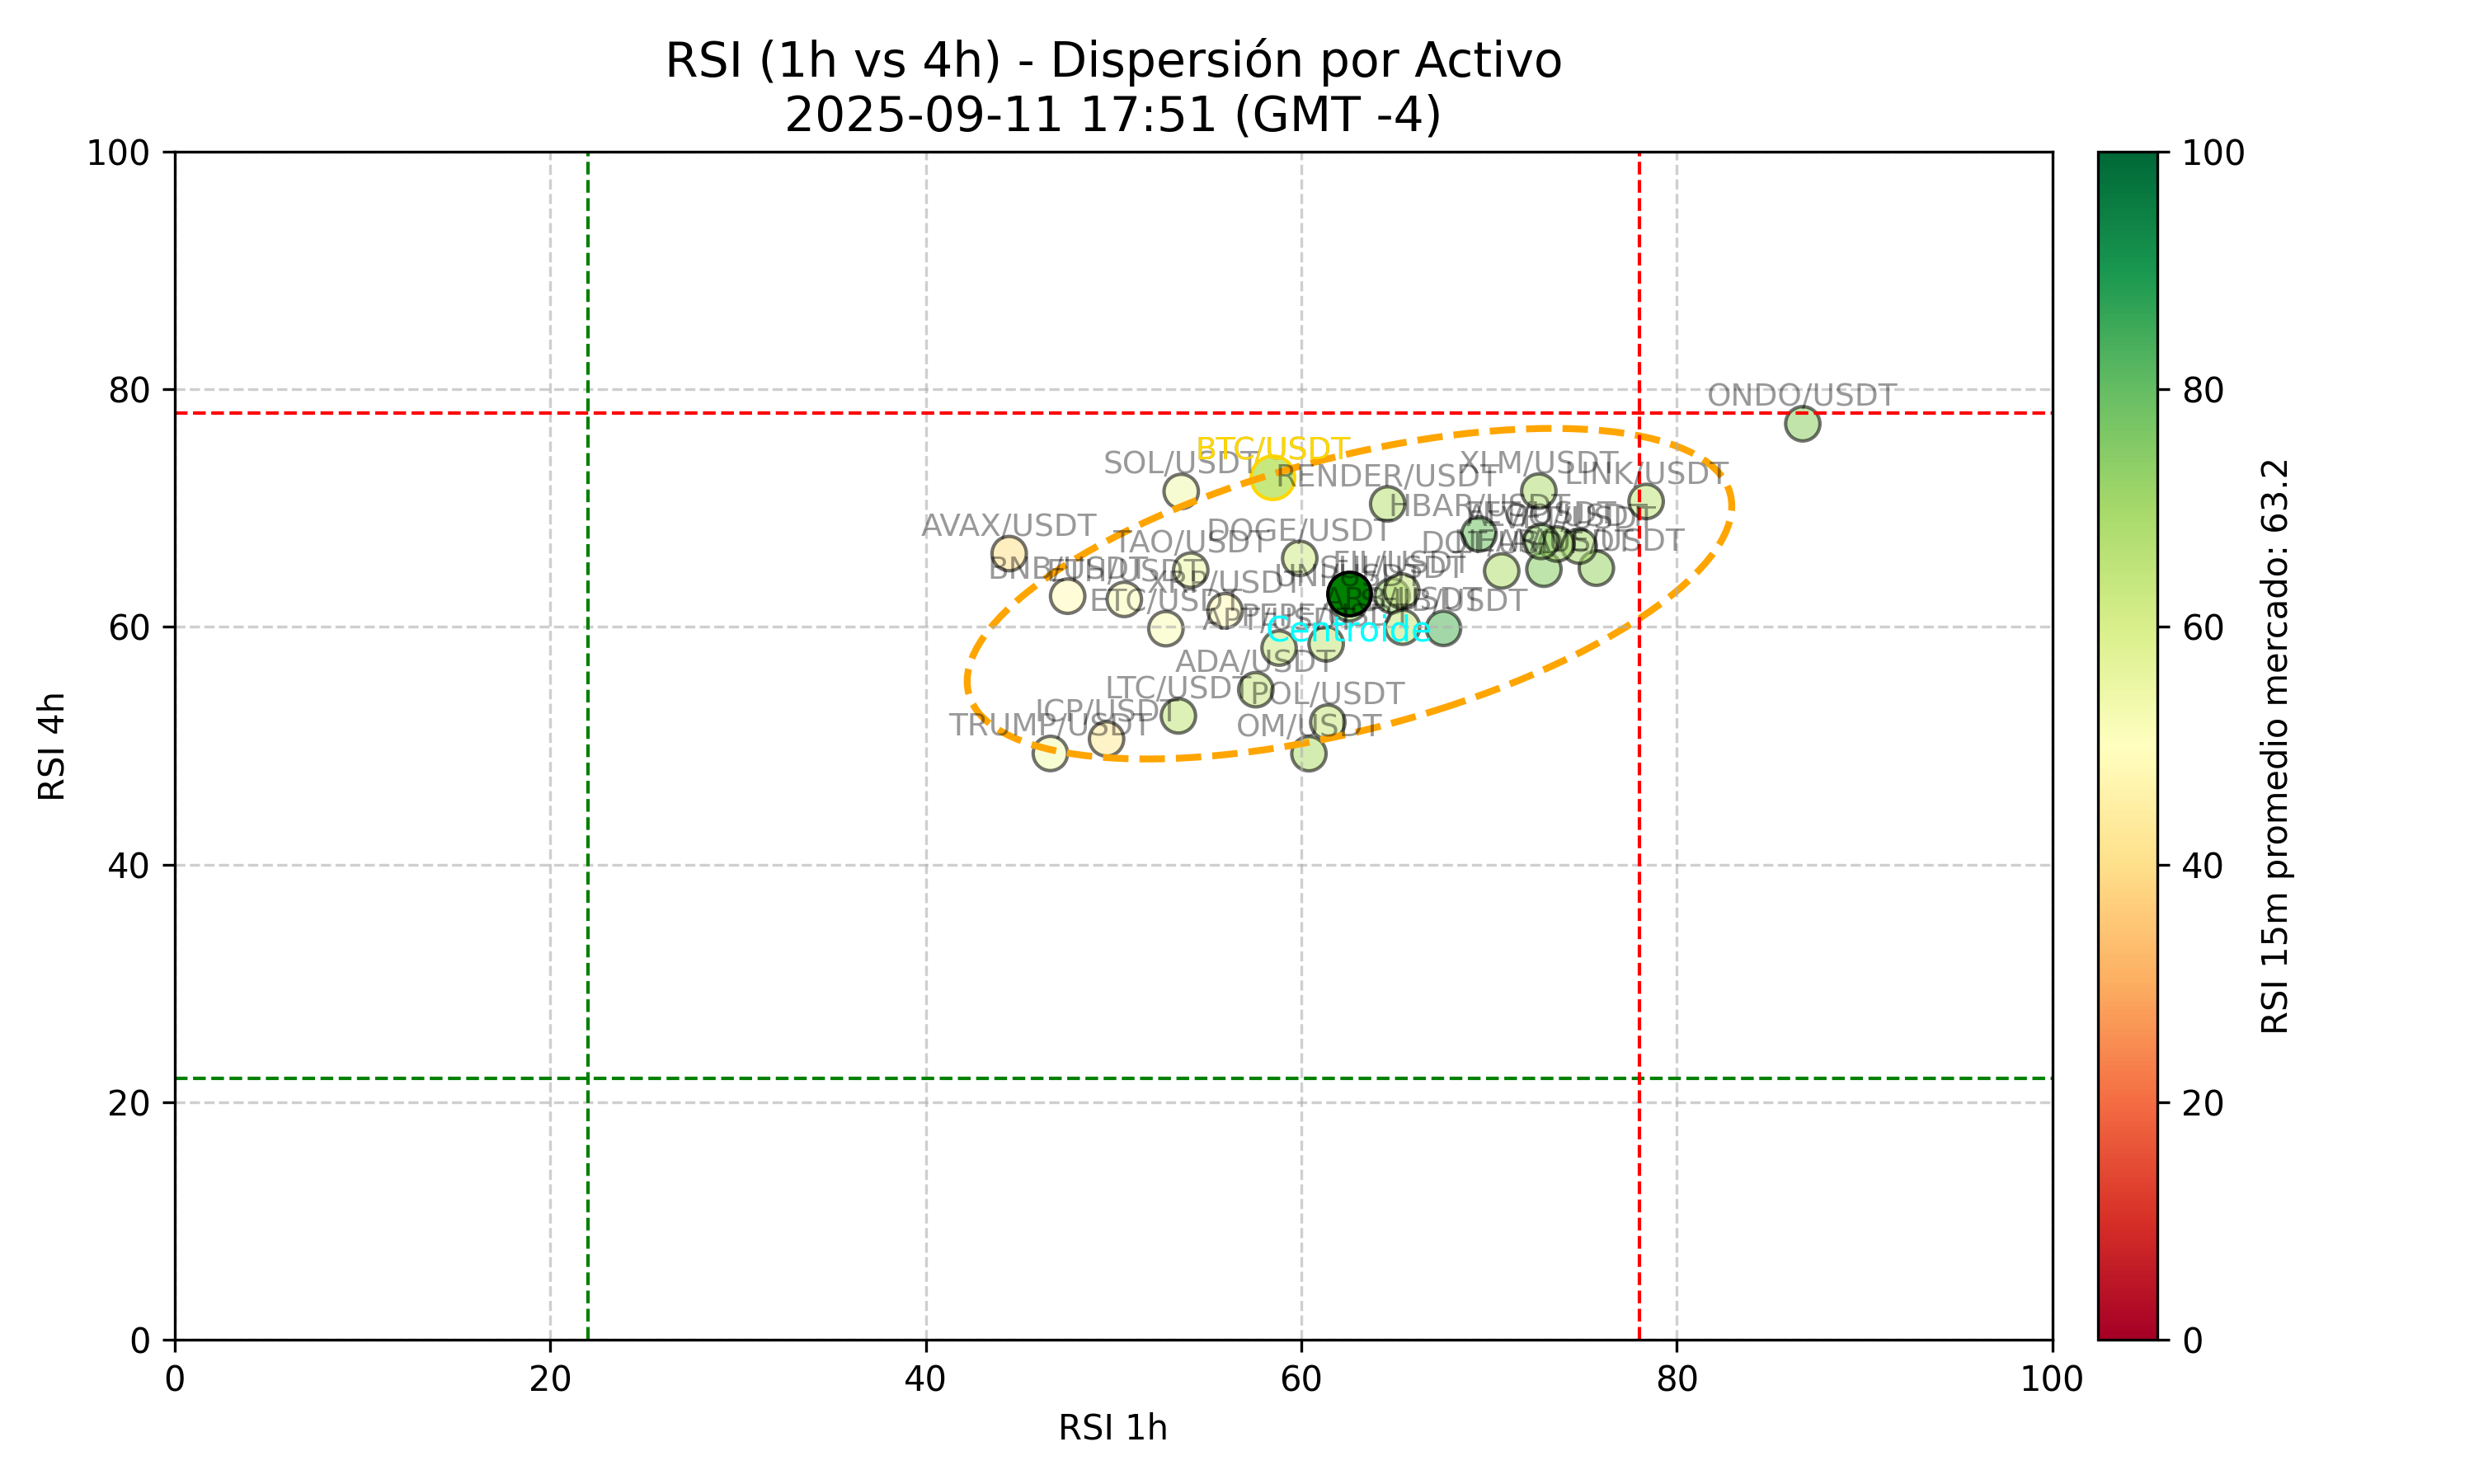 RSI (1h vs 4h) - Dispersión por Activo
2025-09-11 17:51 (GMT -4)
100
80
60
40
20
0
RSI 4h
0
20
40
60
80
100
RSI 1h
ONDO/USDT
BTC/USDT
SOL/USDT
XLM/USDT
LINK/USDT
RENDER/USDT
HBAR/USDT
AVAX/USDT
DOGE/USDT
TAO/USDT
BNB/USDT
XRP/USDT
ETC/USDT
Centroide
ADA/USDT
LTC/USDT
POL/USDT
ICP/USDT
TRUMP/USDT
OM/USDT
100
80
60
40
20
0
RSI 15m promedio mercado: 63.2